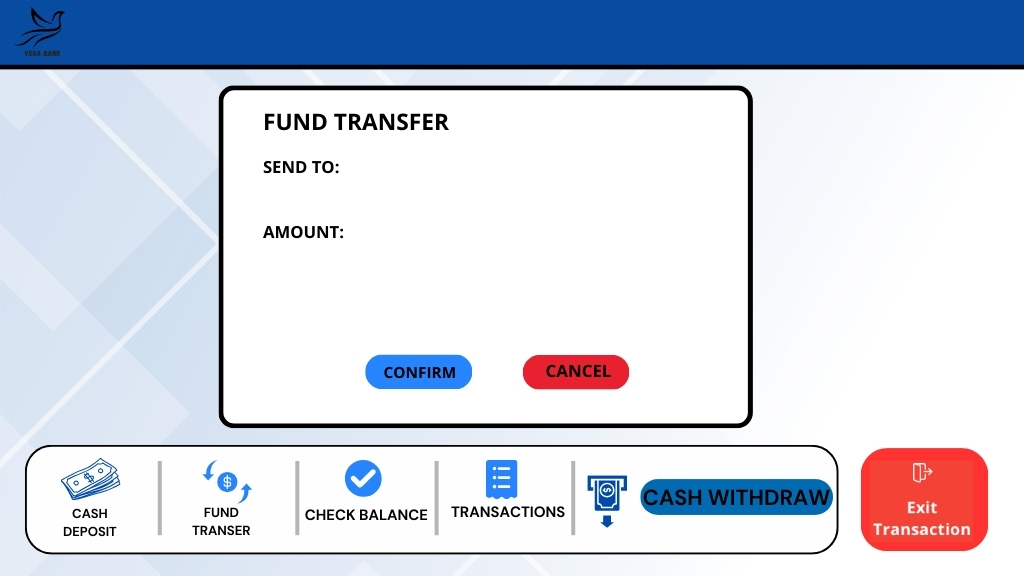 VEGA BANK
FUND TRANSFER
SEND TO:
AMOUNT:
CONFIRM
CANCEL
CASH
DEPOSIT
FUND
TRANSER
CHECK BALANCE
TRANSACTIONS
CASH WITHDRAW
Exit
Transaction